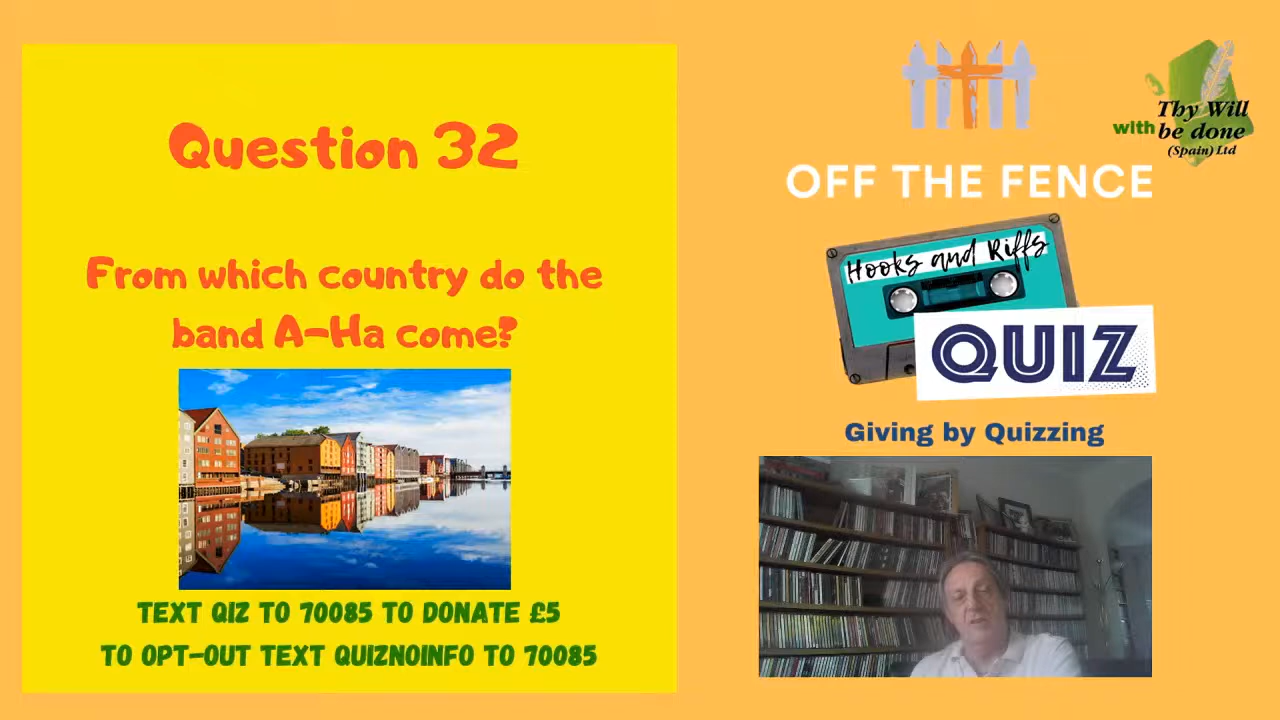 Question 32
From which country do the
band A-Ha come?
TEXT QIZ TO 70085 TO DONATE £5
TO OPT-OUT TEXT QUIZNOINFO TO 70085
with Thy Will
be done
(Spain) Ltd
OFF THE FENCE
Hooks and Riffs
QUIZ
Giving by Quizzing